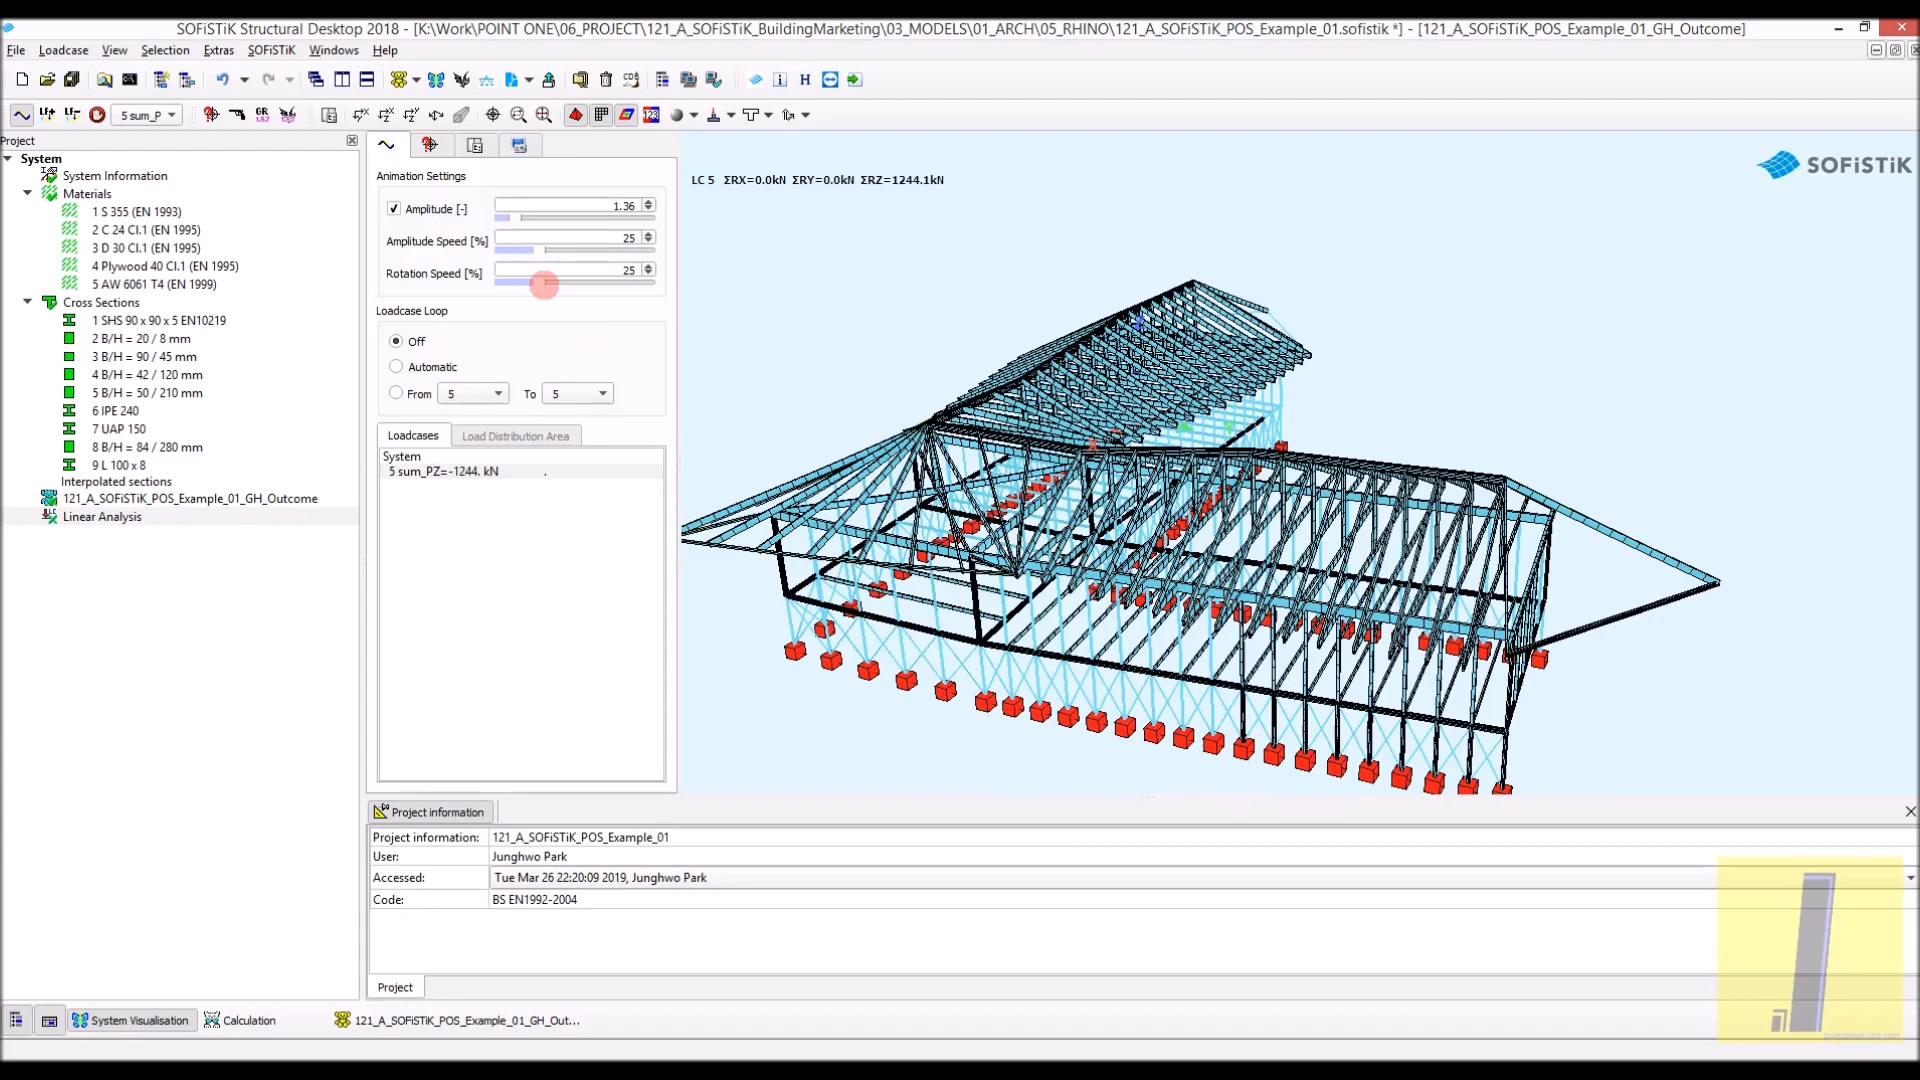 SOFiSTiK Structural Desktop 2018 - [K:\Work\POINT ONE\06_PROJECT\121_A_SOFiSTiK_BuildingMarketing\03_MODELS\01_ARCH\05_RHINO\121_A_SOFiSTiK_POS_Example_01.sofistik *] - [121_A_SOFiSTiK_POS_Example_01_GH_Outcome]
File Loadcase View Selection Extras SOFiSTiK Windows Help
LF+ LF- 5 sum_P GR
Project
System
System Information
Materials
1 S 355 (EN 1993)
2 C 24 Cl.1 (EN 1995)
3 D 30 Cl.1 (EN 1995)
4 Plywood 40 Cl.1 (EN 1995)
5 AW 6061 T4 (EN 1999)
Cross Sections
1 SHS 90 x 90 x 5 EN10219
2 B/H = 20 / 8 mm
3 B/H = 90 / 45 mm
4 B/H = 42 / 120 mm
5 B/H = 50 / 210 mm
6 IPE 240
7 UAP 150
8 B/H = 84 / 280 mm
9 L 100 x 8
Interpolated sections
121_A_SOFiSTiK_POS_Example_01_GH_Outcome
Linear Analysis
Animation Settings
Amplitude [-] 1.36
Amplitude Speed [%] 25
Rotation Speed [%] 25
Loadcase Loop
Off
Automatic
From 5 To 5
Loadcases Load Distribution Area
System
5 sum_PZ=-1244. kN .
LC 5 ΣRX=0.0kN ΣRY=0.0kN ΣRZ=1244.1kN
SOFiSTiK
Project information
Project information: 121_A_SOFiSTiK_POS_Example_01
User: Junghwo Park
Accessed: Tue Mar 26 22:20:09 2019, Junghwo Park
Code: BS EN1992-2004
Project
System Visualisation Calculation 121_A_SOFiSTiK_POS_Example_01_GH_Out...